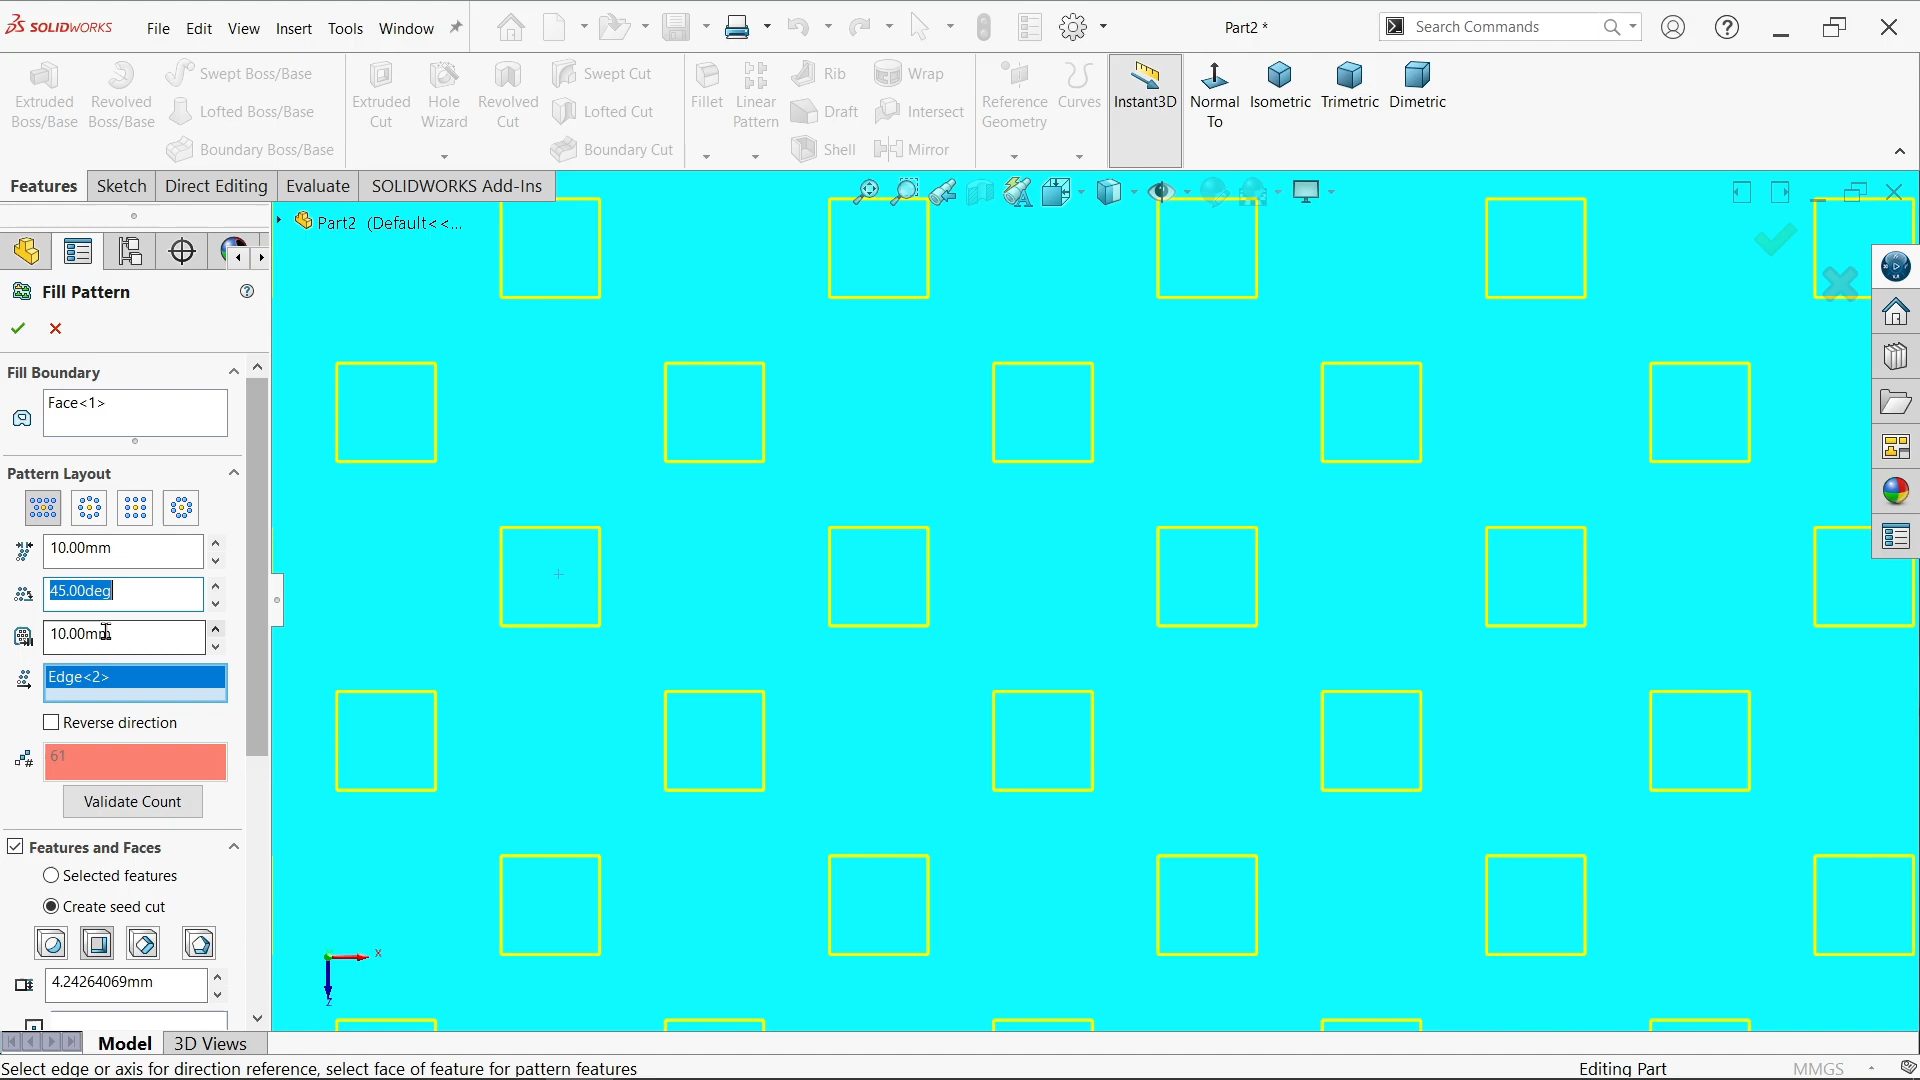 SOLIDWORKS File Edit View Insert Tools Window Part2 * Search Commands
Extruded Boss/Base
Revolved Boss/Base
Swept Boss/Base
Lofted Boss/Base
Boundary Boss/Base
Extruded Cut
Hole Wizard
Revolved Cut
Swept Cut
Lofted Cut
Boundary Cut
Fillet
Linear Pattern
Rib
Draft
Shell
Wrap
Intersect
Mirror
Reference Geometry
Curves
Instant3D
Normal To
Isometric
Trimetric
Dimetric
Features Sketch Direct Editing Evaluate SOLIDWORKS Add-Ins
Part2 (Default<<...
Fill Pattern
Fill Boundary
Face<1>
Pattern Layout
10.00mm
45.00deg
10.00mm
Edge<2>
Reverse direction
61
Validate Count
Features and Faces
Selected features
Create seed cut
4.24264069mm
X
Z
Model 3D Views
Select edge or axis for direction reference, select face of feature for pattern features Editing Part MMGS